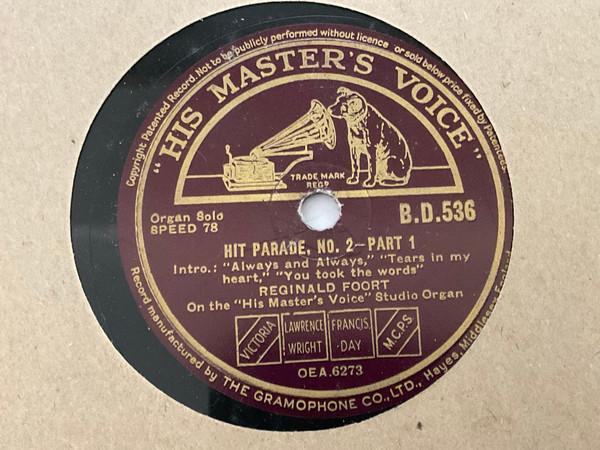 Copyright Patented Record. Not to be publicly performed without licence or sold below price fixed by Patentees.
"HIS MASTER'S VOICE"
TRADE MARK
REGD
Organ Solo
SPEED 78
B.D.536
HIT PARADE, NO. 2-PART 1
Intro.: "Always and Always," "Tears in my
heart," "You took the words"
REGINALD FOORT
On the "His Master's Voice" Studio Organ
VICTORIA
LAWRENCE
WRIGHT
FRANCIS
DAY
M.C.P.S
OEA.6273
Record manufactured by THE GRAMOPHONE CO., LTD., Hayes, Middlesex, England